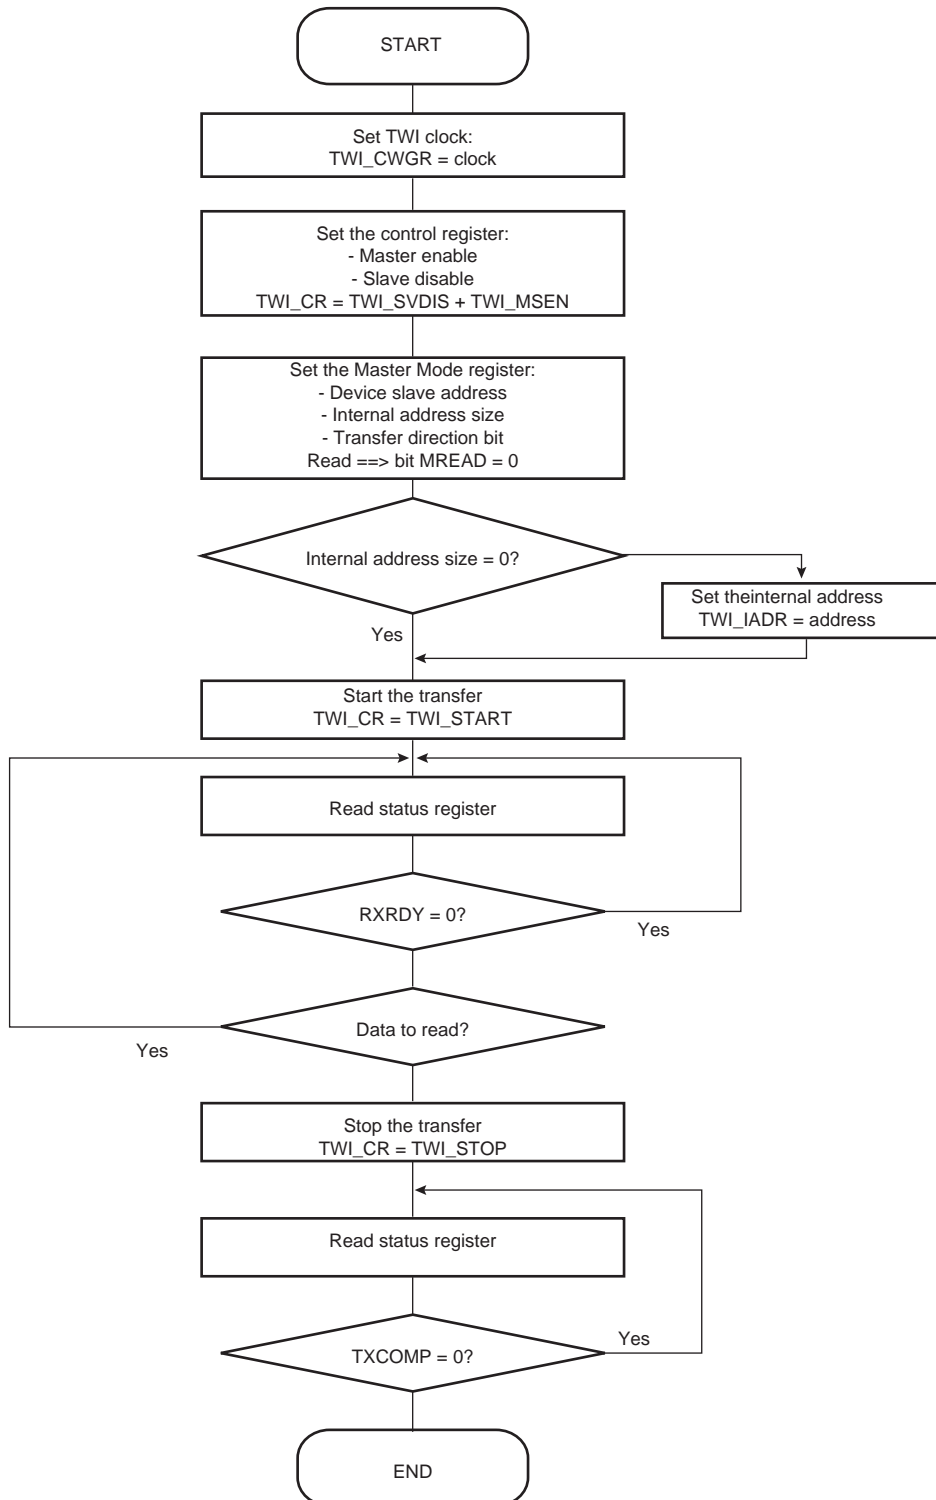 START
Set TWI clock:
TWI_CWGR = clock
Set the control register:
- Master enable
- Slave disable
TWI_CR = TWI_SVDIS + TWI_MSEN
Set the Master Mode register:
- Device slave address
- Internal address size
- Transfer direction bit
Read ==> bit MREAD = 0
Internal address size = 0?
Set theinternal address
TWI_IADR = address
Yes
Start the transfer
TWI_CR = TWI_START
Read status register
RXRDY = 0?
Yes
Data to read?
Yes
Stop the transfer
TWI_CR = TWI_STOP
Read status register
Yes
TXCOMP = 0?
END